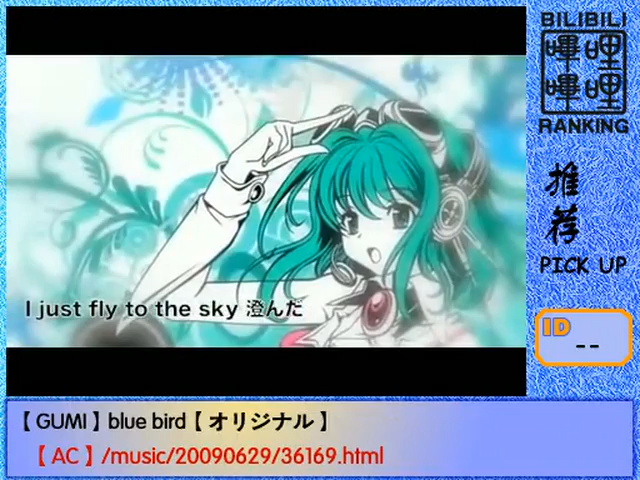 BILIBILI
嗶哩
嗶哩
RANKING
推
荐
PICK UP
ID
--
I just fly to the sky 澄んだ
【GUMI】blue bird【オリジナル】
【AC】/music/20090629/36169.html